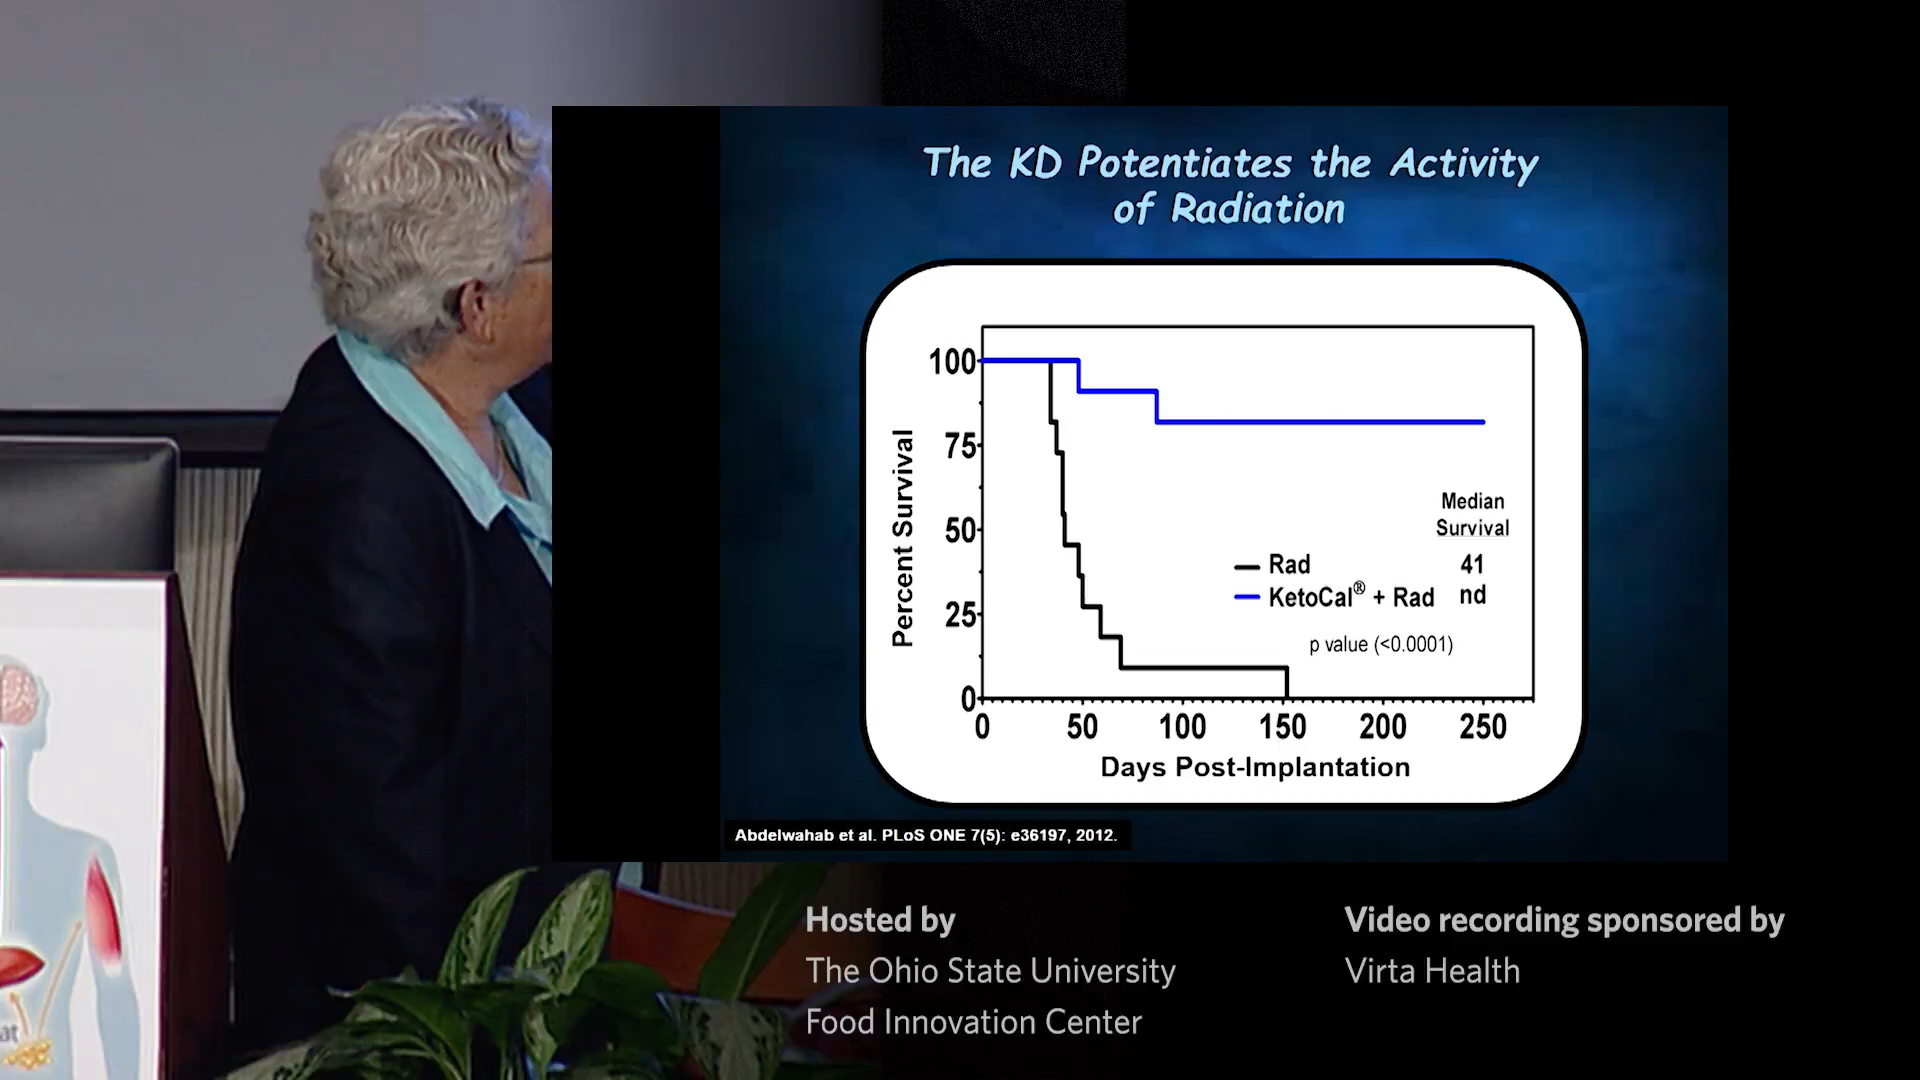 The KD Potentiates the Activity
of Radiation
100
75
50
25
0
Percent Survival
0 50 100 150 200 250
Days Post-Implantation
Median
Survival
Rad 41
KetoCal® + Rad nd
p value (<0.0001)
Abdelwahab et al. PLoS ONE 7(5): e36197, 2012.
Hosted by
The Ohio State University
Food Innovation Center
Video recording sponsored by
Virta Health